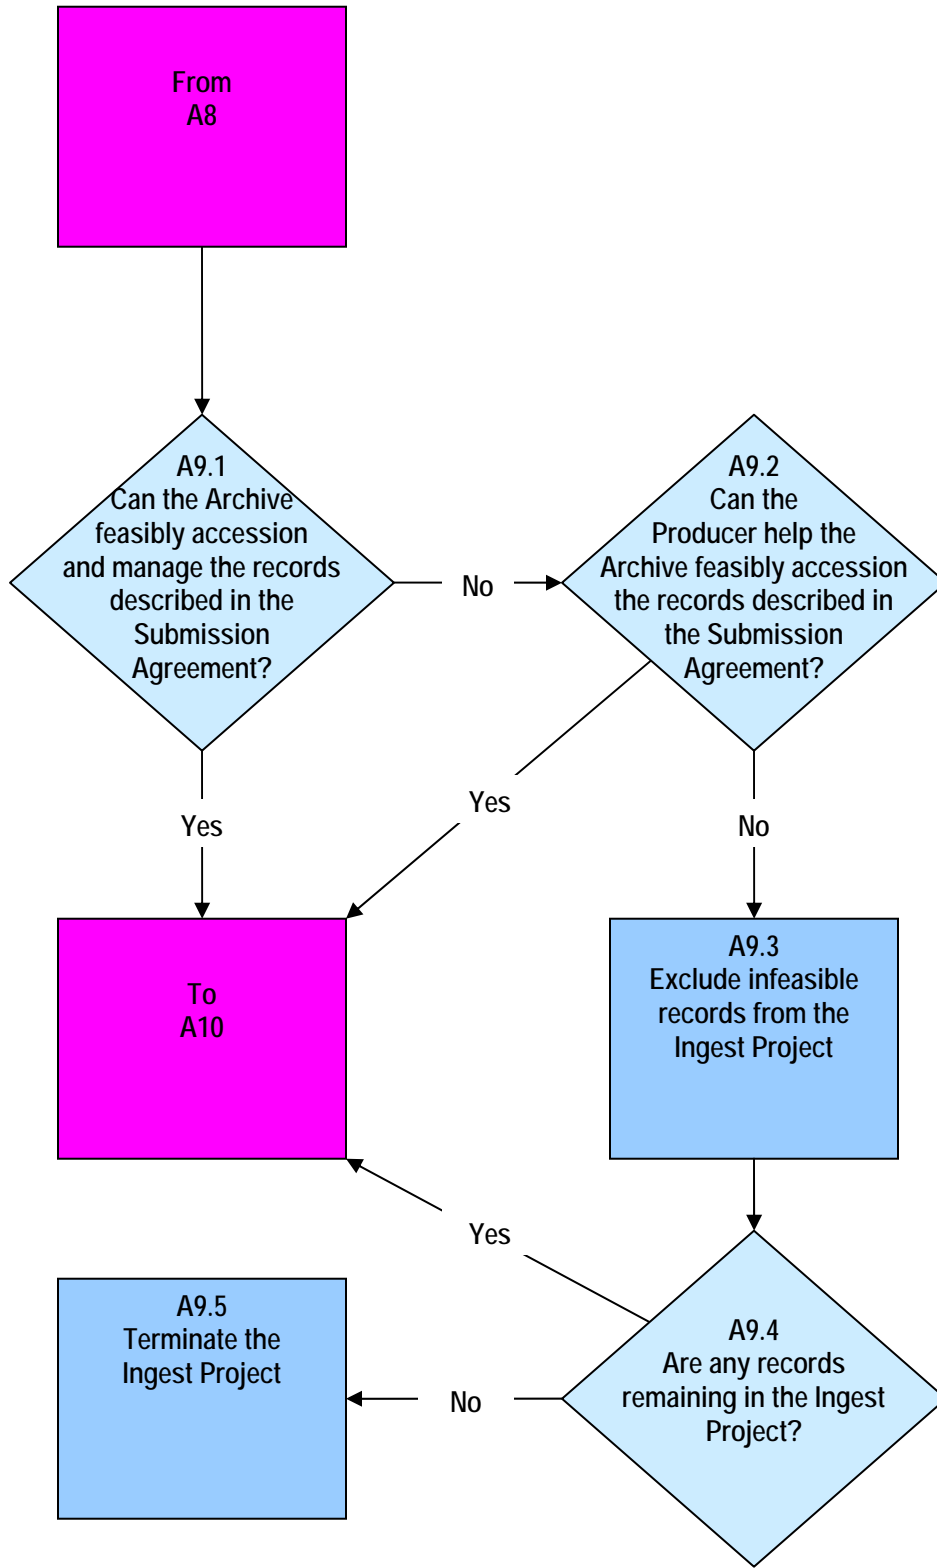 From
A8
A9.1
Can the Archive
feasibly accession
and manage the records
described in the
Submission
Agreement?
No
A9.2
Can the
Producer help the
Archive feasibly accession
the records described in
the Submission
Agreement?
Yes
Yes
No
To
A10
A9.3
Exclude infeasible
records from the
Ingest Project
Yes
A9.5
Terminate the
Ingest Project
No
A9.4
Are any records
remaining in the Ingest
Project?